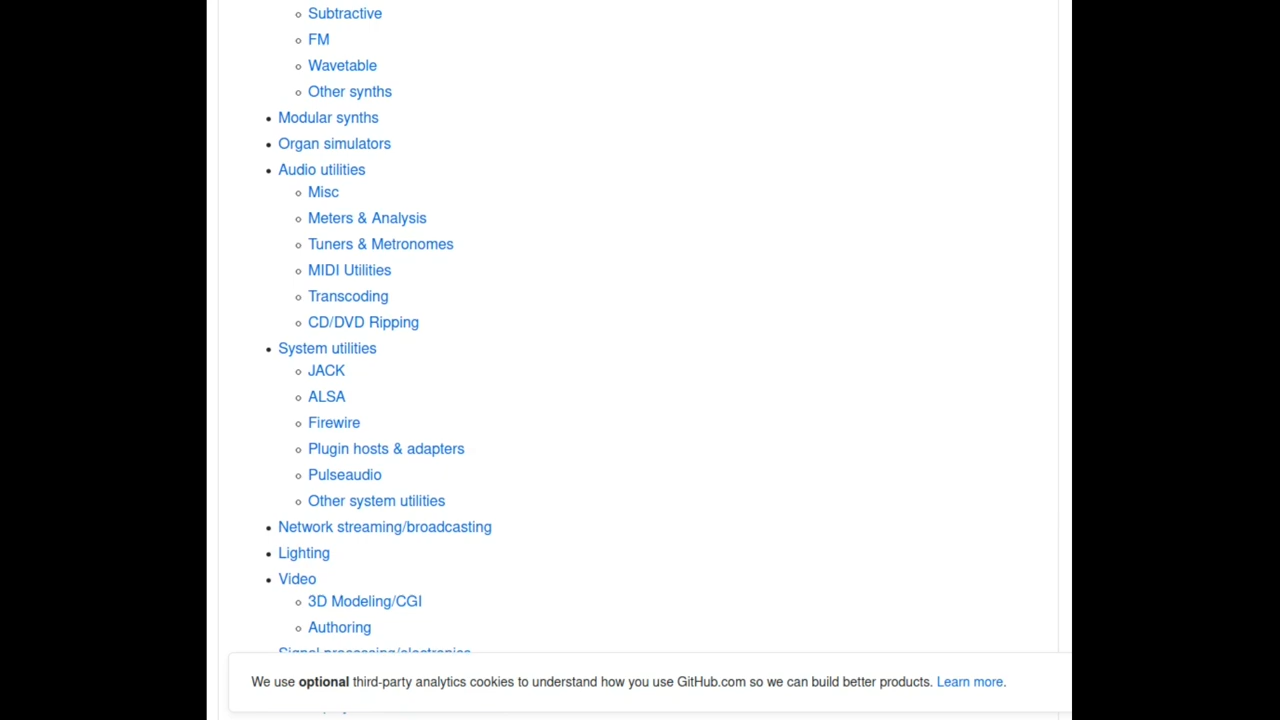 Subtractive
FM
Wavetable
Other synths
Modular synths
Organ simulators
Audio utilities
Misc
Meters & Analysis
Tuners & Metronomes
MIDI Utilities
Transcoding
CD/DVD Ripping
System utilities
JACK
ALSA
Firewire
Plugin hosts & adapters
Pulseaudio
Other system utilities
Network streaming/broadcasting
Lighting
Video
3D Modeling/CGI
Authoring
Signal processing/electronics
We use optional third-party analytics cookies to understand how you use GitHub.com so we can build better products. Learn more.